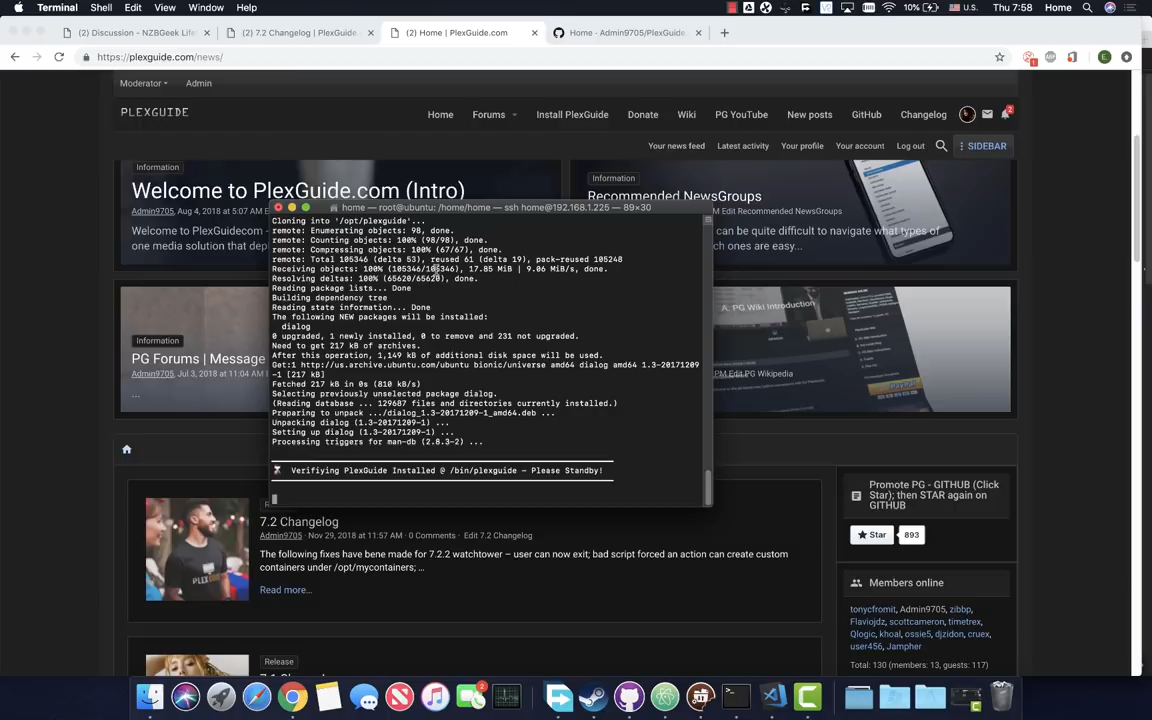 Terminal Shell Edit View Window Help
10% U.S. Thu 7:58 Home
(2) Discussion - NZBGeek Life
(2) 7.2 Changelog | PlexGuide
(2) Home | PlexGuide.com
Home · Admin9705/PlexGuide
https://plexguide.com/news/
Moderator Admin
PLEXGUIDE
Home Forums Install PlexGuide Donate Wiki PG YouTube New posts GitHub Changelog 2
Your news feed Latest activity Your profile Your account Log out SIDEBAR
Information
Welcome to PlexGuide.com (Intro)
Admin9705, Aug 4, 2018 at 5:07 AM
Welcome to PlexGuidecom
one media solution that dep
Information
Recommended NewsGroups
Edit Recommended NewsGroups
can be quite difficult to navigate what types of
ch ones are easy...
home — root@ubuntu: /home/home — ssh home@192.168.1.225 — 89×30
Cloning into '/opt/plexguide'...
remote: Enumerating objects: 98, done.
remote: Counting objects: 100% (98/98), done.
remote: Compressing objects: 100% (67/67), done.
remote: Total 105346 (delta 53), reused 61 (delta 19), pack-reused 105248
Receiving objects: 100% (105346/105346), 17.85 MiB | 9.06 MiB/s, done.
Resolving deltas: 100% (65620/65620), done.
Reading package lists... Done
Building dependency tree
Reading state information... Done
The following NEW packages will be installed:
dialog
0 upgraded, 1 newly installed, 0 to remove and 231 not upgraded.
Need to get 217 kB of archives.
After this operation, 1,149 kB of additional disk space will be used.
Get:1 http://us.archive.ubuntu.com/ubuntu bionic/universe amd64 dialog amd64 1.3-20171209
-1 [217 kB]
Fetched 217 kB in 0s (810 kB/s)
Selecting previously unselected package dialog.
(Reading database ... 129687 files and directories currently installed.)
Preparing to unpack .../dialog_1.3-20171209-1_amd64.deb ...
Unpacking dialog (1.3-20171209-1) ...
Setting up dialog (1.3-20171209-1) ...
Processing triggers for man-db (2.8.3-2) ...
Verifiying PlexGuide Installed @ /bin/plexguide - Please Standby!
Information
PG Forums | Message
Admin9705, Jul 3, 2018 at 11:04 AM
...
A. PG Wikipedia
Edit PG Wikipedia
7.2 Changelog
Admin9705 · Nov 29, 2018 at 11:57 AM · 0 Comments · Edit 7.2 Changelog
The following fixes have bene made for 7.2.2 watchtower – user can now exit; bad script forced an action can create custom
containers under /opt/mycontainers; ...
Read more...
Release
Promote PG - GITHUB (Click
Star); then STAR again on
GITHUB
Star 893
Members online
tonycfromit, Admin9705, zibbp,
Flaviojdz, scottcameron, timetrex,
Qlogic, khoal, ossie5, djzidon, cruex,
user456, Jampher
Total: 130 (members: 13, guests: 117)